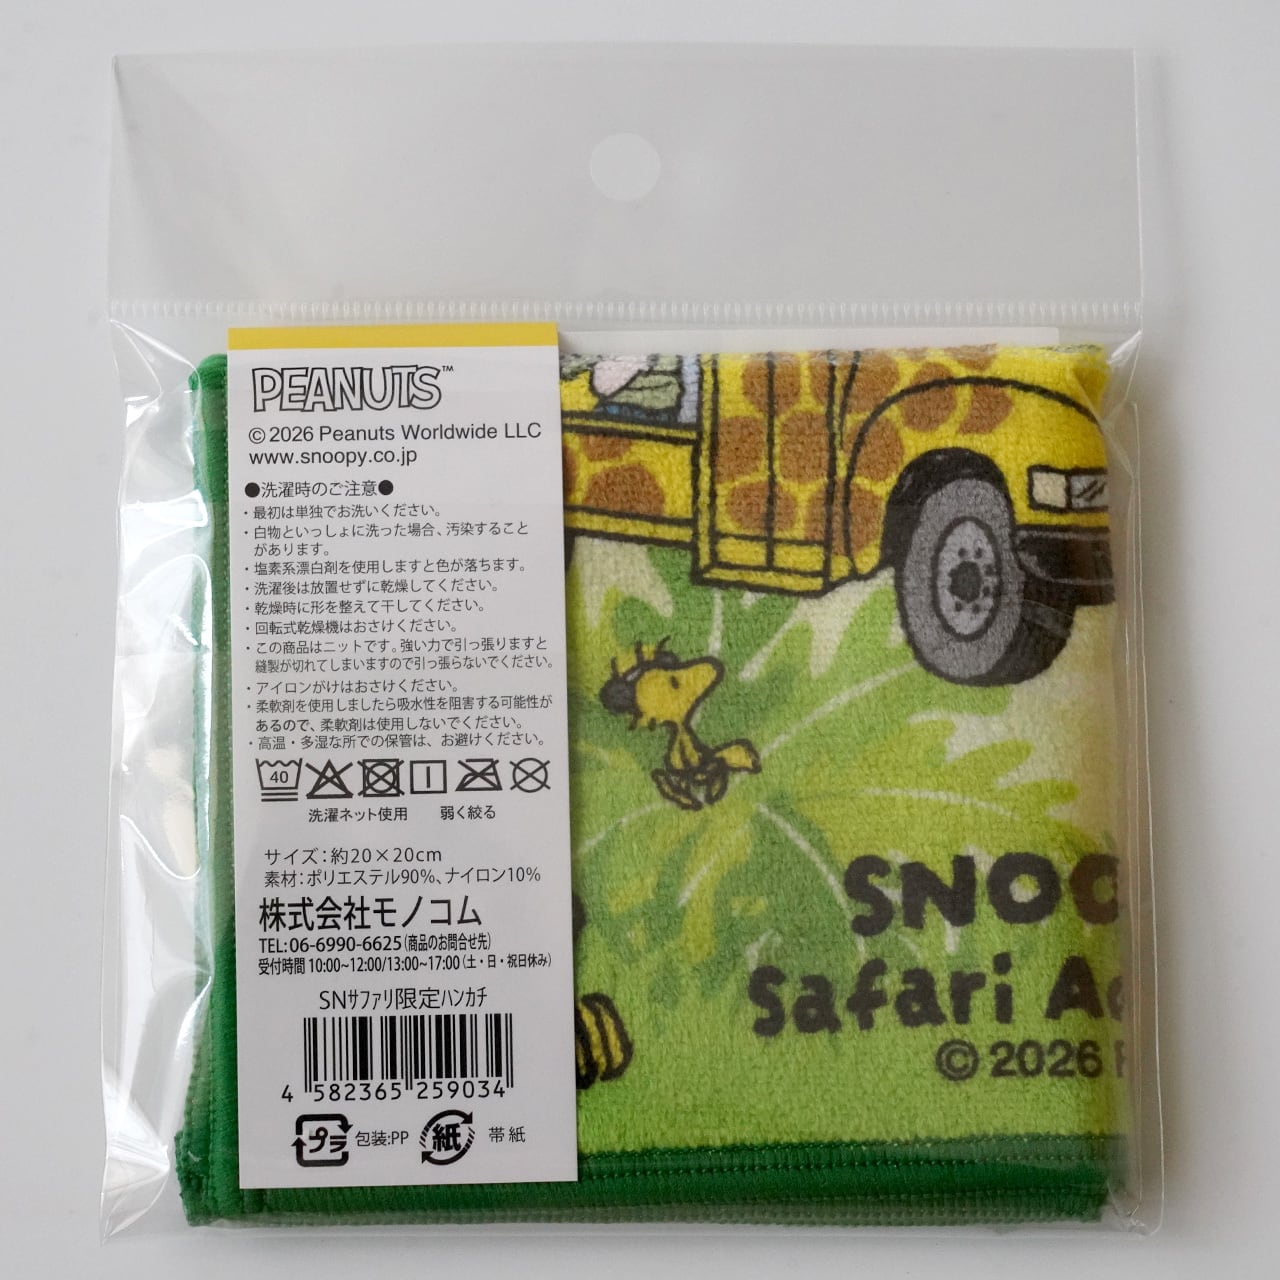 PEANUTS™
© 2026 Peanuts Worldwide LLC
www.snoopy.co.jp
●洗濯時のご注意●
・最初は単独でお洗いください。
・白物といっしょに洗った場合、汚染すること
があります。
・塩素系漂白剤を使用しますと色が落ちます。
・洗濯後は放置せずに乾燥してください。
・乾燥時に形を整えて干してください。
・回転式乾燥機はおさけください。
・この商品はニットです。強い力で引っ張りますと
縫製が切れてしまいますので引っ張らないでください。
・アイロンがけはおさけください。
・柔軟剤を使用しましたら吸水性を阻害する可能性が
あるので、柔軟剤は使用しないでください。
・高温・多湿な所での保管は、お避けください。
40
洗濯ネット使用 弱く絞る
サイズ：約20×20cm
素材：ポリエステル90%、ナイロン10%
株式会社モノコム
TEL:06-6990-6625(商品のお問合せ先)
受付時間 10:00~12:00/13:00~17:00(土・日・祝日休み)
SNサファリ限定ハンカチ
4 582365 259034
プラ 包装:PP 紙 帯紙
SNOO
Safari A
© 2026